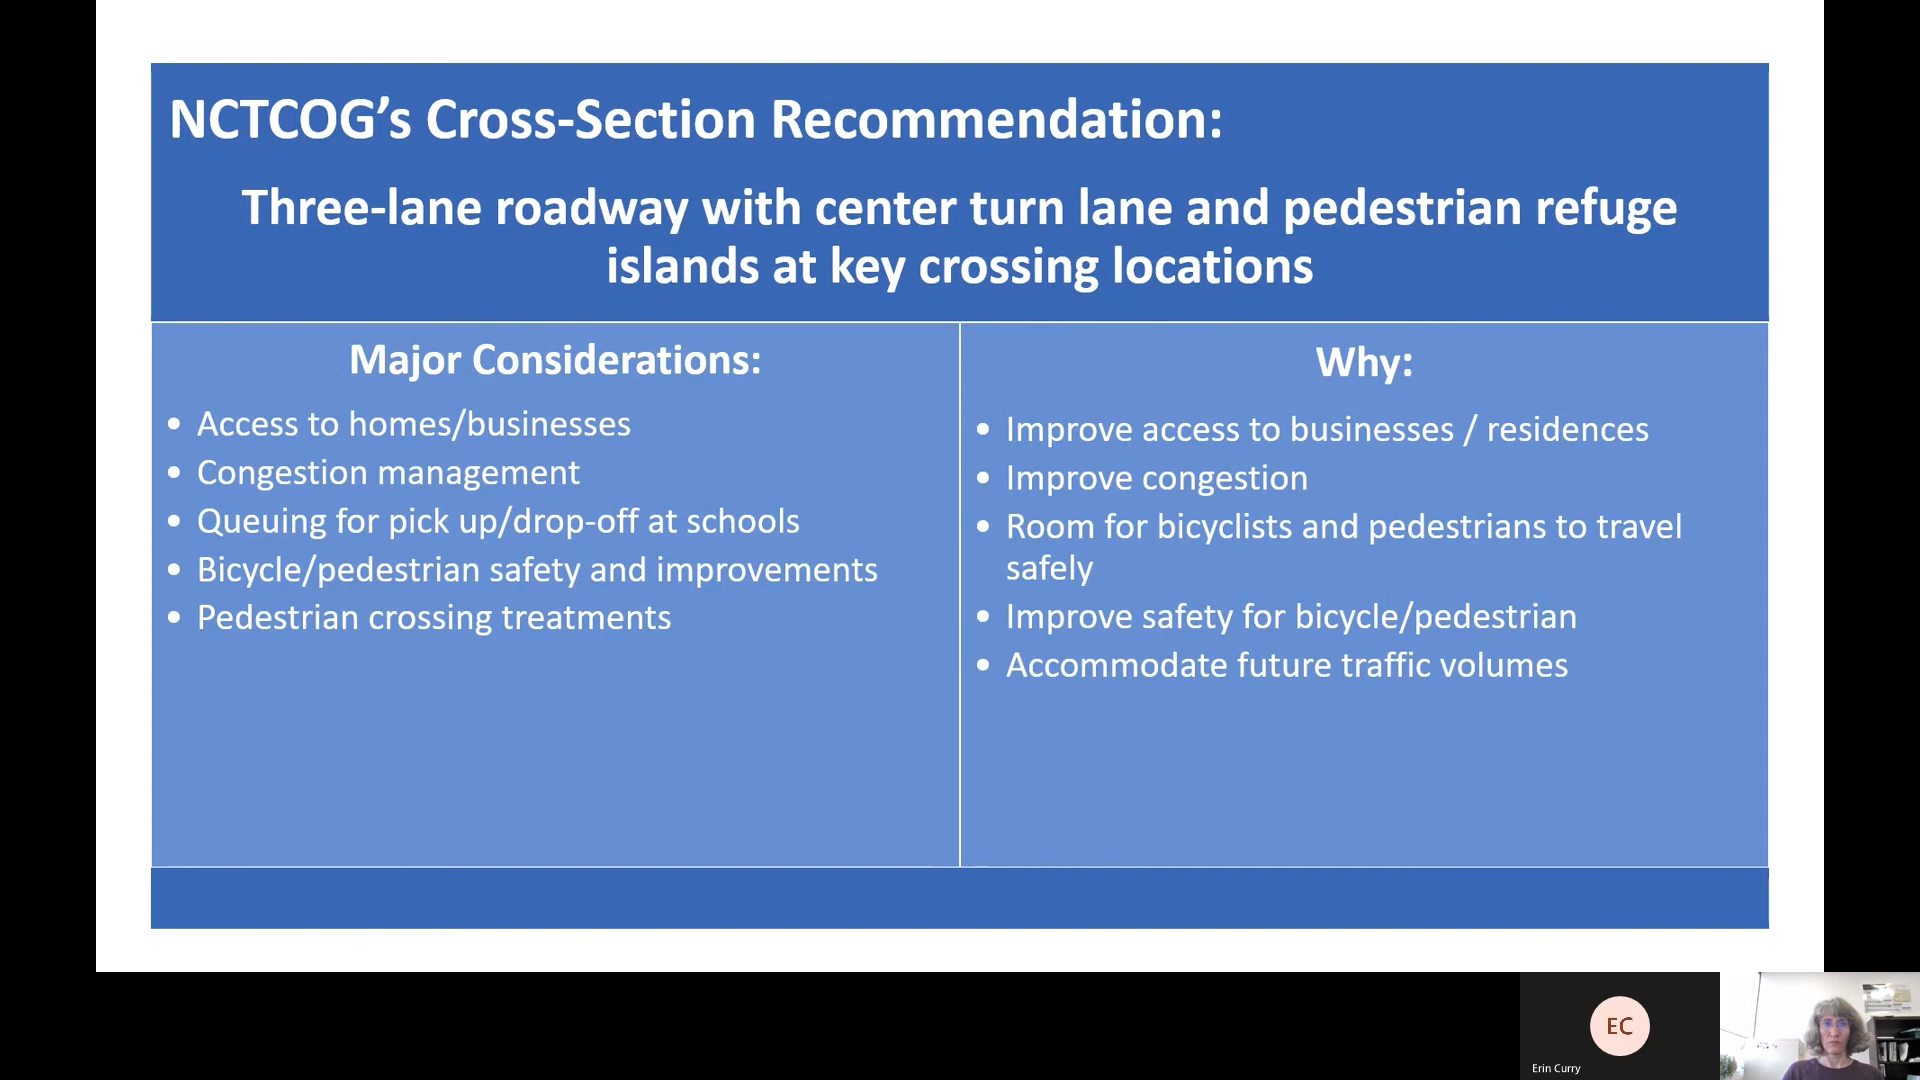 NCTCOG’s Cross-Section Recommendation:
Three-lane roadway with center turn lane and pedestrian refuge
islands at key crossing locations
Major Considerations:
• Access to homes/businesses
• Congestion management
• Queuing for pick up/drop-off at schools
• Bicycle/pedestrian safety and improvements
• Pedestrian crossing treatments
Why:
• Improve access to businesses / residences
• Improve congestion
• Room for bicyclists and pedestrians to travel
safely
• Improve safety for bicycle/pedestrian
• Accommodate future traffic volumes
EC
Erin Curry